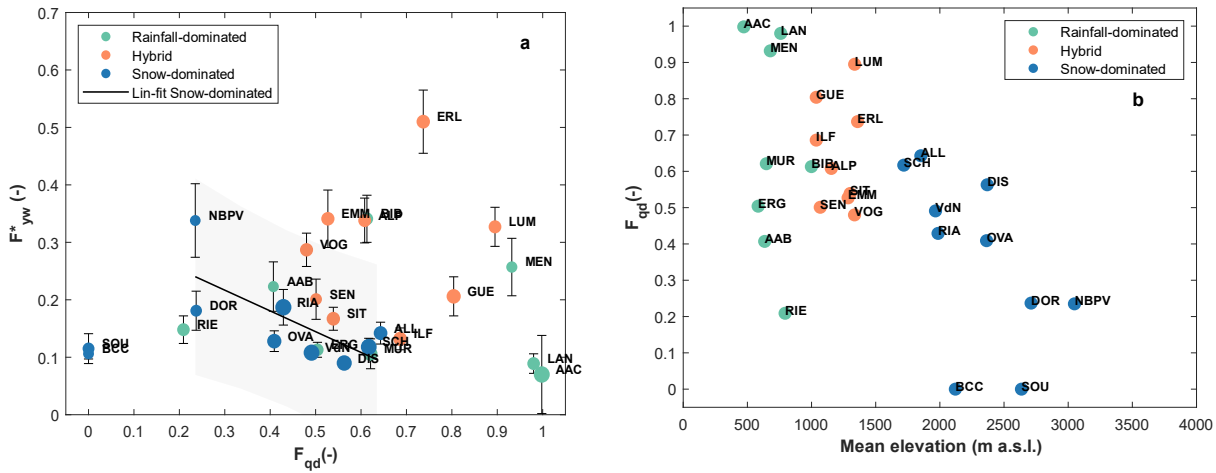 0.7
0.6
0.5
0.4
0.3
0.2
0.1
0
F*yw(-)
Rainfall-dominated
Hybrid
Snow-dominated
Lin-fit Snow-dominated
a
ERL
NBPV
EMM
BIB
ALP
LUM
VOG
MEN
AAB
SEN
RIA
GUE
DOR
SIT
RIE
ALL
ILF
OVA
SCH
SOU
BCC
ERG
VdN
MUR
DIS
LAN
AAC
0 0.1 0.2 0.3 0.4 0.5 0.6 0.7 0.8 0.9 1
Fqd(-)
1
0.9
0.8
0.7
0.6
0.5
0.4
0.3
0.2
0.1
0
Fqd(-)
Rainfall-dominated
Hybrid
Snow-dominated
b
AAC
LAN
MEN
LUM
GUE
ERL
ILF
ALL
MUR
BIB
ALP
SCH
DIS
SIT
EMM
ERG
SEN
VOG
VdN
RIA
AAB
OVA
RIE
DOR
NBPV
BCC
SOU
0 500 1000 1500 2000 2500 3000 3500 4000
Mean elevation (m a.s.l.)